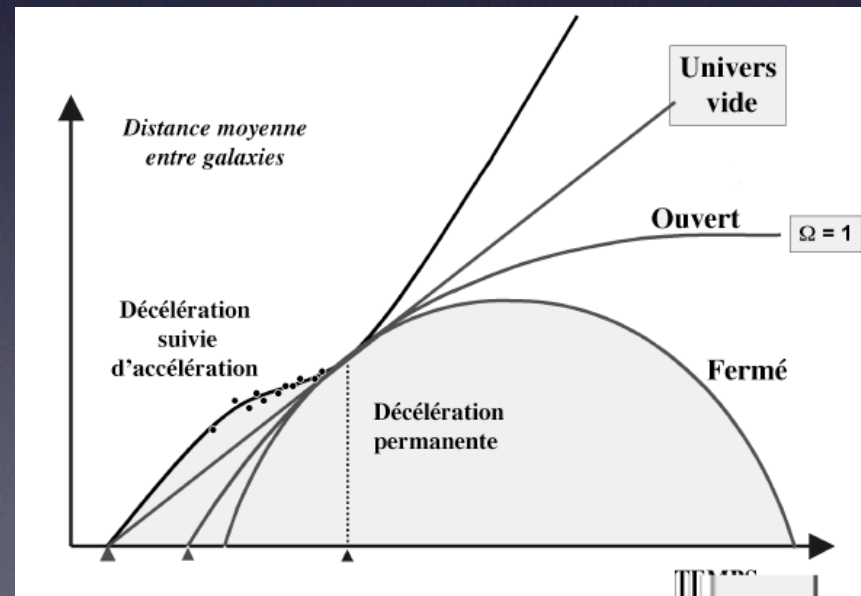 Univers
vide
Distance moyenne
entre galaxies
Ouvert
Ω = 1
Décélération
suivie
d'accélération
Fermé
Décélération
permanente